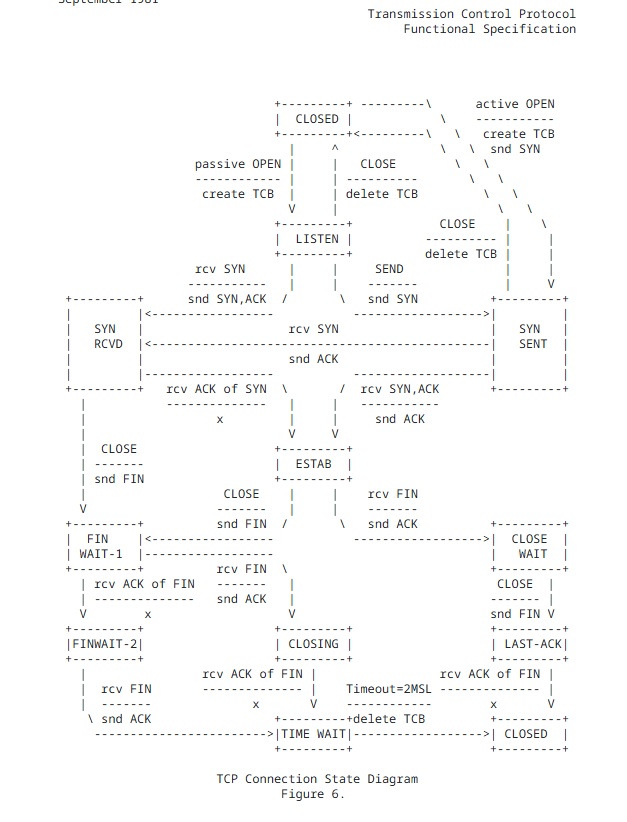 September 1981
                                          Transmission Control Protocol
                                               Functional Specification

                              +---------+ ---------\      active OPEN
                              |  CLOSED |            \    -----------
                              +---------+<---------\   \   create TCB
                                |     ^              \   \  snd SYN
                   passive OPEN |     |   CLOSE        \   \
                   ------------ |     | ----------       \   \
                    create TCB  |     | delete TCB         \   \
                                V     |                      \   \
                              +---------+            CLOSE    |    \
                              |  LISTEN |          ---------- |     |
                              +---------+          delete TCB |     |
                   rcv SYN      |     |     SEND              |     |
                  -----------   |     |    -------            |     V
 +---------+      snd SYN,ACK  /       \   snd SYN          +---------+
 |         |<-----------------           ------------------>|         |
 |   SYN   |                    rcv SYN                     |   SYN   |
 |   RCVD  |<-----------------------------------------------|   SENT  |
 |         |                    snd ACK                     |         |
 |         |------------------           -------------------|         |
 +---------+   rcv ACK of SYN  \       /  rcv SYN,ACK       +---------+
   |           --------------   |     |   -----------
   |                  x         |     |     snd ACK
   |                            V     V
   |  CLOSE                   +---------+
   | -------                  |  ESTAB  |
   | snd FIN                  +---------+
   |                   CLOSE    |     |    rcv FIN
   V                  -------   |     |    -------
 +---------+          snd FIN  /       \   snd ACK          +---------+
 |  FIN    |<-----------------           ------------------>|  CLOSE  |
 | WAIT-1  |------------------                              |   WAIT  |
 +---------+          rcv FIN  \                            +---------+
   | rcv ACK of FIN   -------   |                            CLOSE  |
   | --------------   snd ACK   |                           ------- |
   V        x                   V                           snd FIN V
 +---------+                  +---------+                   +---------+
 |FINWAIT-2|                  | CLOSING |                   | LAST-ACK|
 +---------+                  +---------+                   +---------+
   |                rcv ACK of FIN |                 rcv ACK of FIN |
   |  rcv FIN       -------------- |    Timeout=2MSL -------------- |
   |  -------              x       V    ------------        x       V
    \ snd ACK                 +---------+delete TCB         +---------+
     ------------------------>|TIME WAIT|------------------>| CLOSED  |
                              +---------+                   +---------+

                      TCP Connection State Diagram
                               Figure 6.